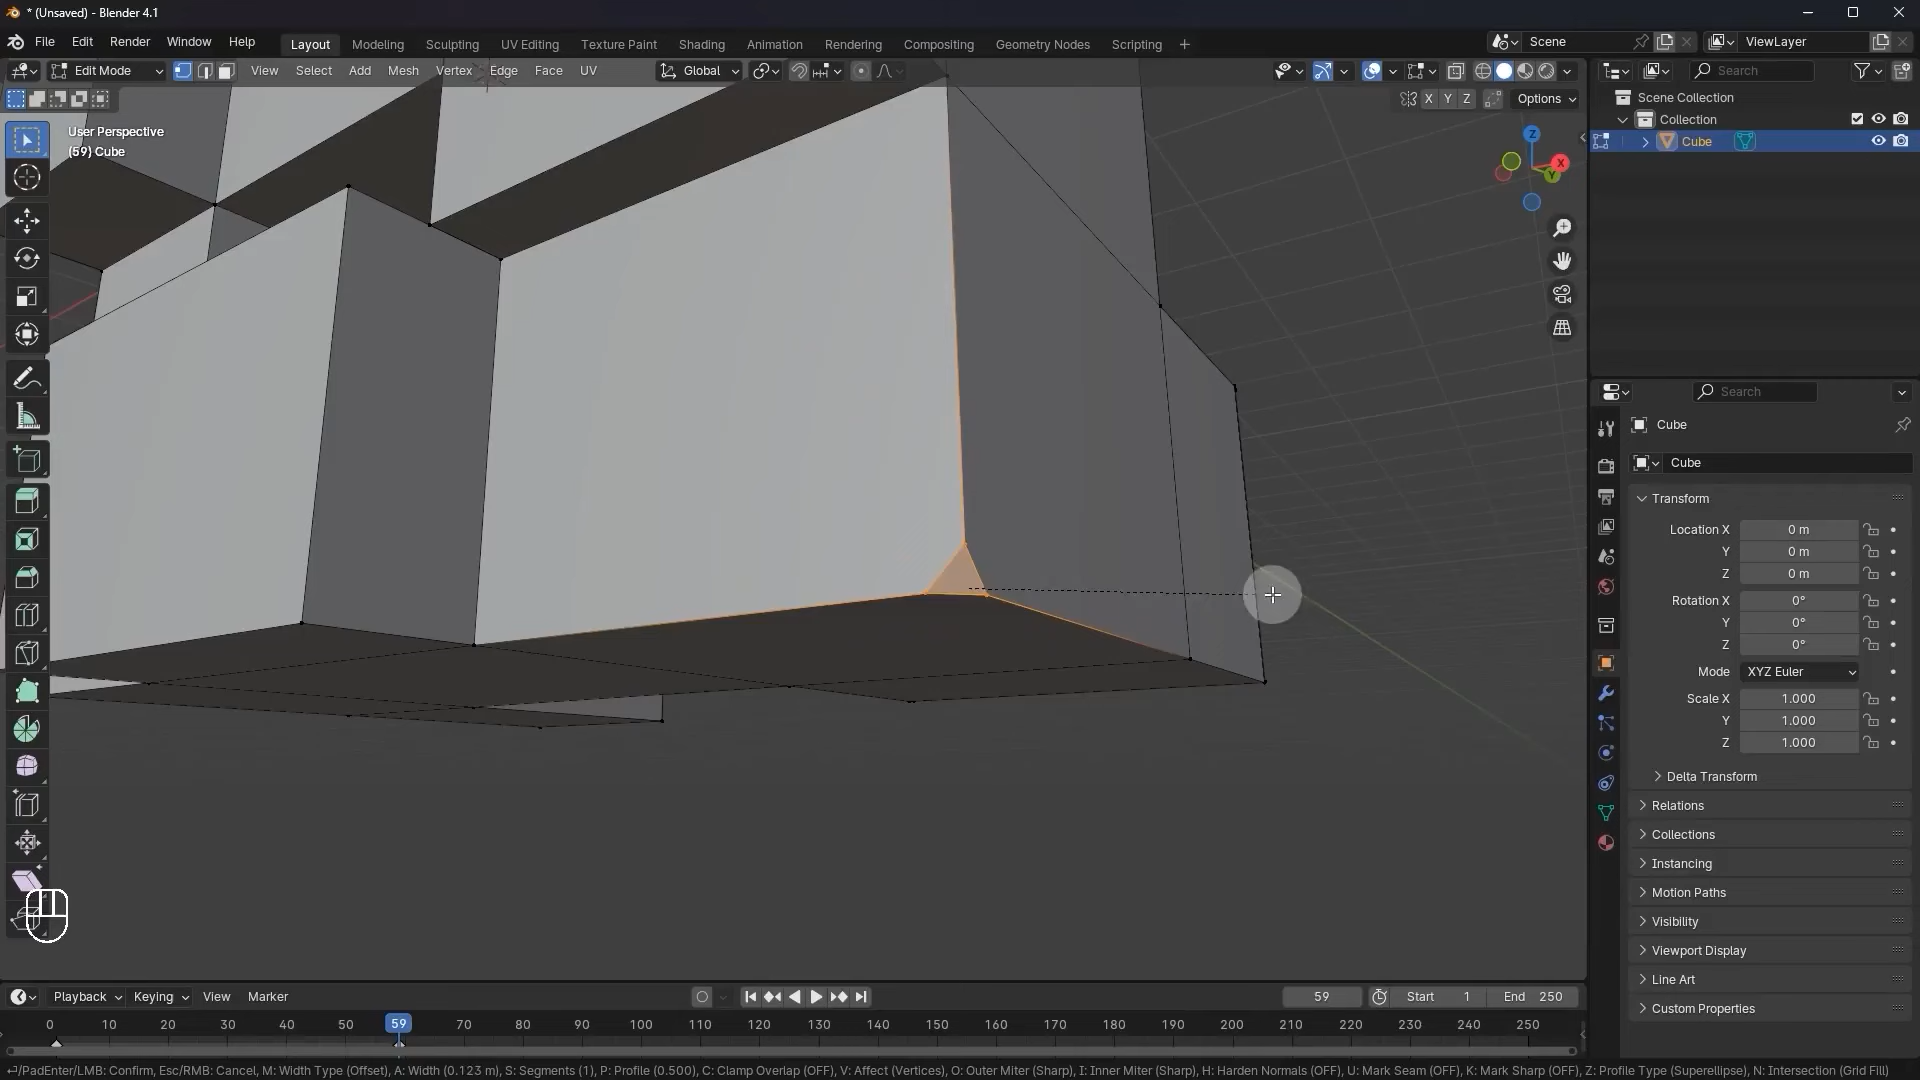 * (Unsaved) - Blender 4.1
File Edit Render Window Help Layout Modeling Sculpting UV Editing Texture Paint Shading Animation Rendering Compositing Geometry Nodes Scripting + Scene ViewLayer
Edit Mode View Select Add Mesh Vertex Edge Face UV Global Search
X Y Z Options
Scene Collection
Collection
Cube
User Perspective
(59) Cube
Z X Y
Search
Cube
Cube
Transform
Location X 0 m
Y 0 m
Z 0 m
Rotation X 0°
Y 0°
Z 0°
Mode XYZ Euler
Scale X 1.000
Y 1.000
Z 1.000
Delta Transform
Relations
Collections
Instancing
Motion Paths
Visibility
Viewport Display
Line Art
Custom Properties
Playback Keying View Marker 59 Start 1 End 250
0 10 20 30 40 50 59 70 80 90 100 110 120 130 140 150 160 170 180 190 200 210 220 230 240 250
/PadEnter/LMB: Confirm, Esc/RMB: Cancel, M: Width Type (Offset), A: Width (0.123 m), S: Segments (1), P: Profile (0.500), C: Clamp Overlap (OFF), V: Affect (Vertices), O: Outer Miter (Sharp), I: Inner Miter (Sharp), H: Harden Normals (OFF), U: Mark Seam (OFF), K: Mark Sharp (OFF), Z: Profile Type (Superellipse), N: Intersection (Grid Fill)